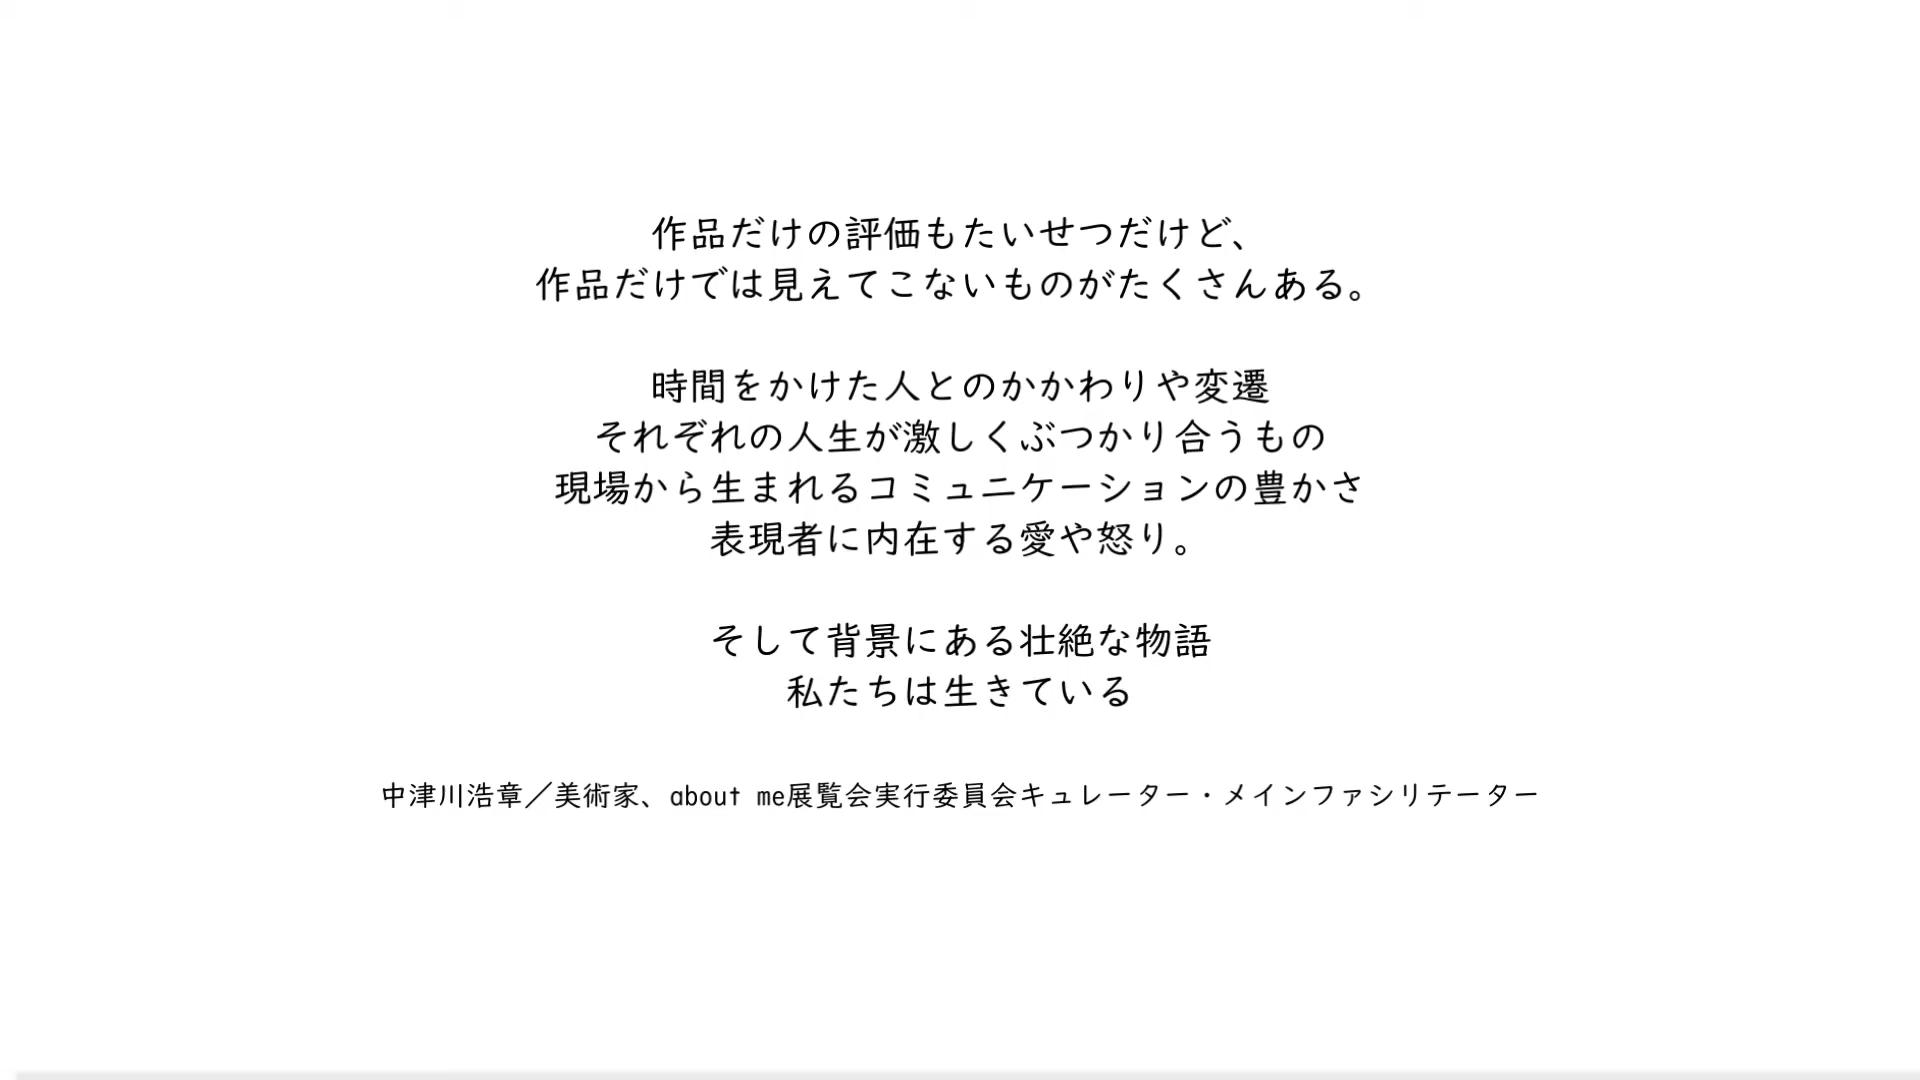 作品だけの評価もたいせつだけど、
作品だけでは見えてこないものがたくさんある。
時間をかけた人とのかかわりや変遷
それぞれの人生が激しくぶつかり合うもの
現場から生まれるコミュニケーションの豊かさ
表現者に内在する愛や怒り。
そして背景にある壮絶な物語
私たちは生きている
中津川浩章／美術家、about me展覧会実行委員会キュレーター・メインファシリテーター